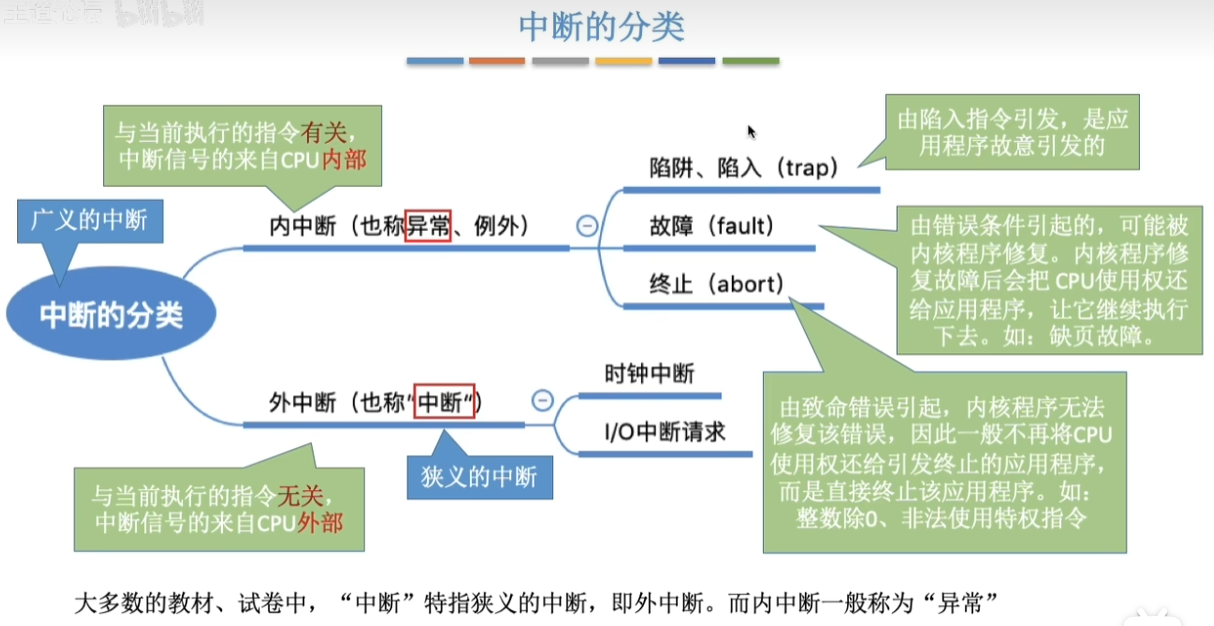 中断的分类
与当前执行的指令有关，
中断信号的来自CPU内部
广义的中断
中断的分类
内中断（也称异常、例外）
陷阱、陷入（trap）
由陷入指令引发，是应
用程序故意引发的
故障（fault）
由错误条件引起的，可能被
内核程序修复。内核程序修
复故障后会把 CPU使用权还
给应用程序，让它继续执行
下去。如：缺页故障。
终止（abort）
由致命错误引起，内核程序无法
修复该错误，因此一般不再将CPU
使用权还给引发终止的应用程序，
而是直接终止该应用程序。如：
整数除0、非法使用特权指令
外中断（也称“中断“）
时钟中断
I/O中断请求
狭义的中断
与当前执行的指令无关，
中断信号的来自CPU外部
大多数的教材、试卷中，“中断”特指狭义的中断，即外中断。而内中断一般称为“异常”